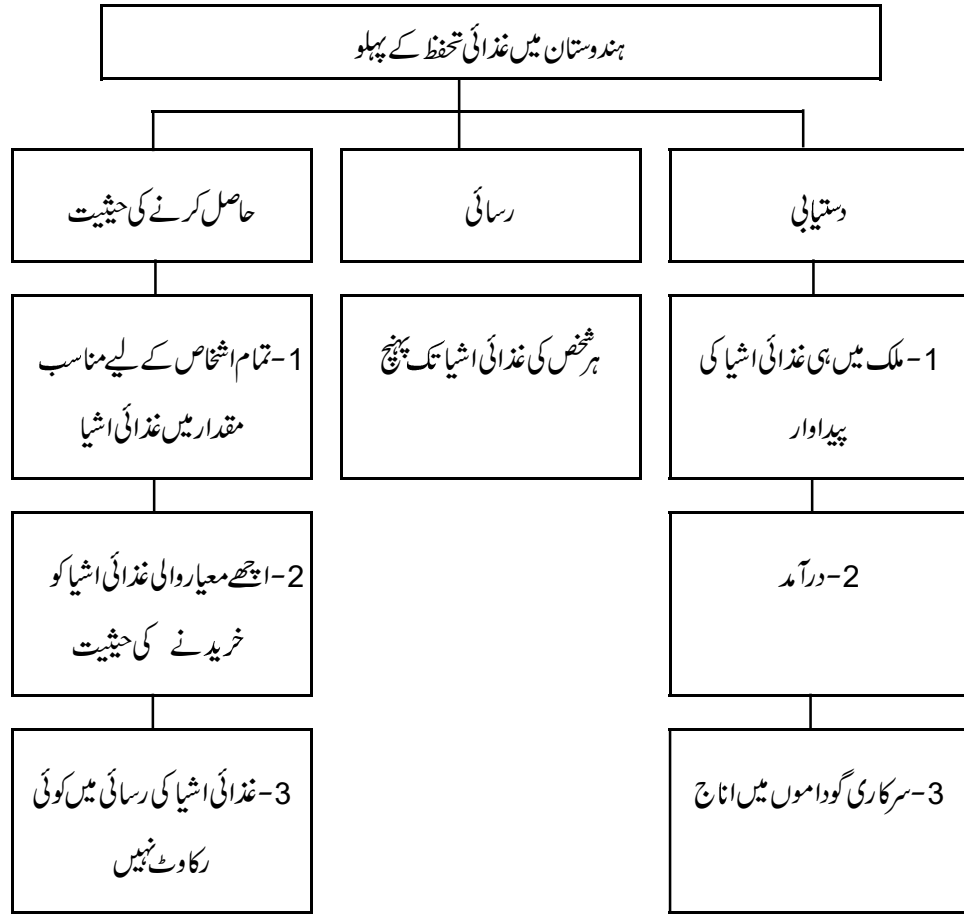 ہندوستان میں غذائی تحفظ کے پہلو
دستیابی
رسائی
حاصل کرنے کی حیثیت
1- ملک میں ہی غذائی اشیا کی
پیداوار
ہر شخص کی غذائی اشیا تک پہنچ
1- تمام اشخاص کے لیے مناسب
مقدار میں غذائی اشیا
2- درآمد
2- اچھے معیار والی غذائی اشیا کو
خریدنے کی حیثیت
3- سرکاری گوداموں میں اناج
3- غذائی اشیا کی رسائی میں کوئی
رکاوٹ نہیں